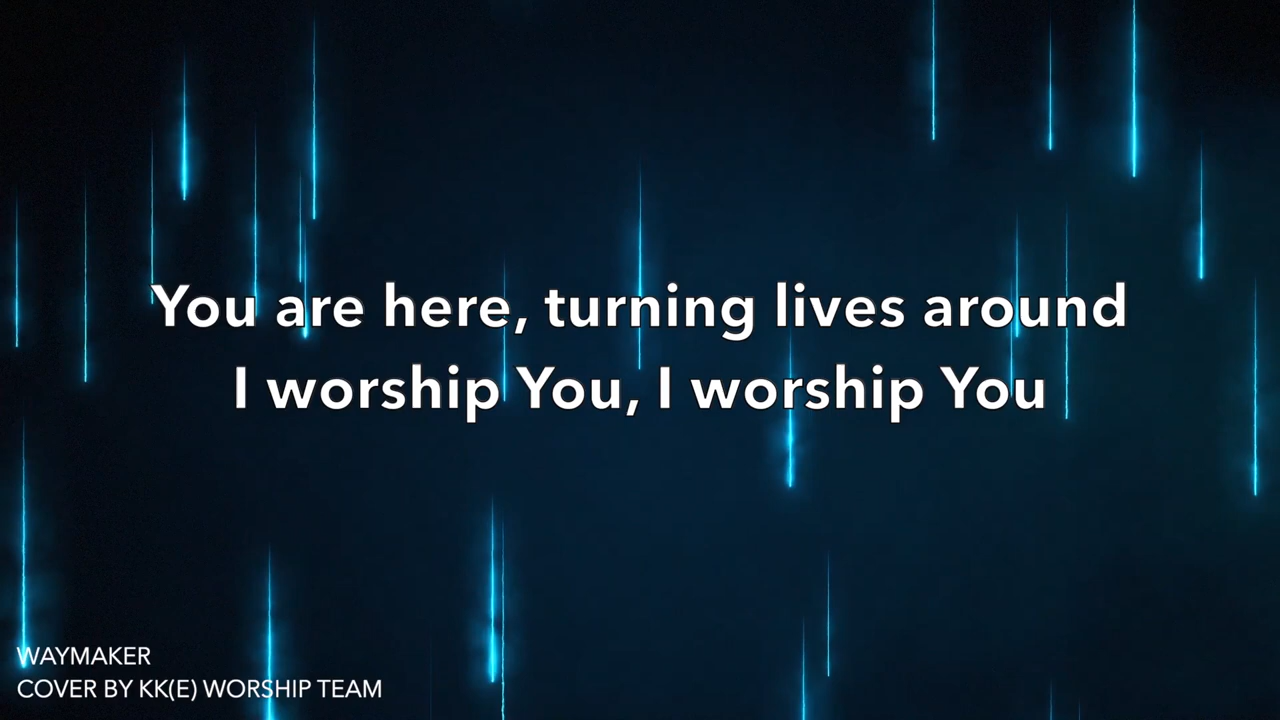 You are here, turning lives around
I worship You, I worship You
WAYMAKER
COVER BY KK(E) WORSHIP TEAM